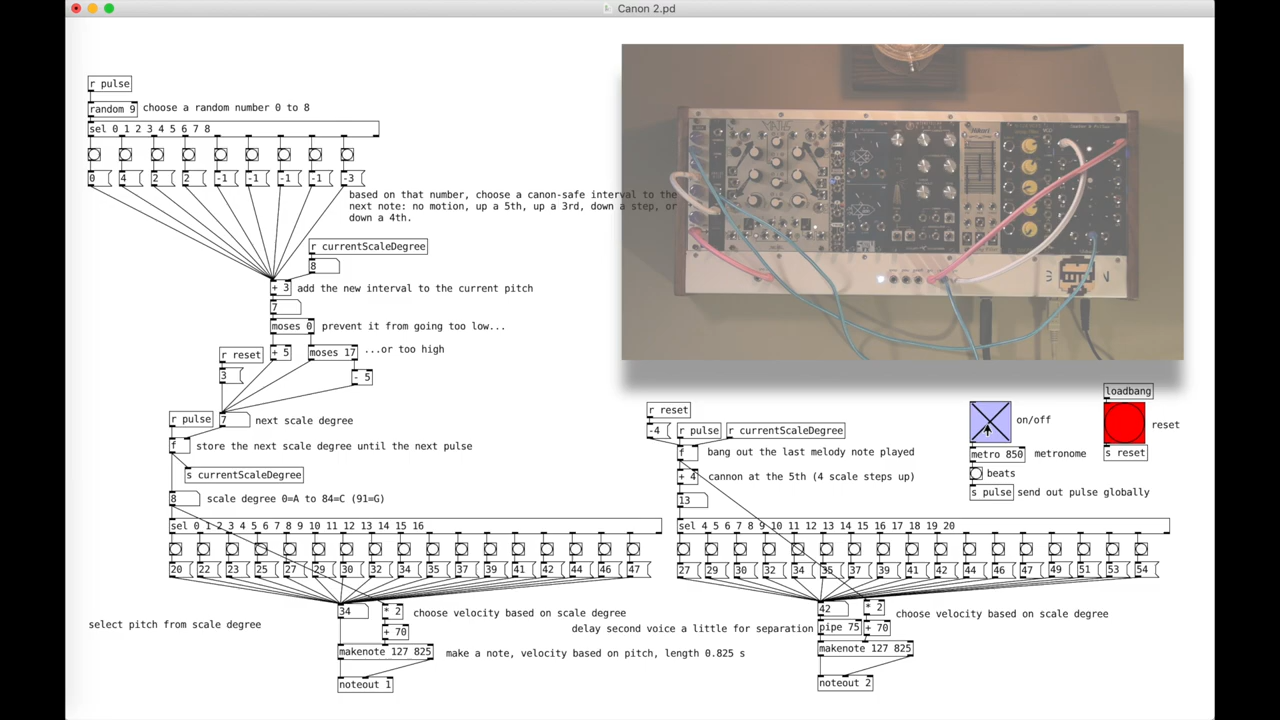 Canon 2.pd
r pulse
random 9
choose a random number 0 to 8
sel 0 1 2 3 4 5 6 7 8
0 4 2 2 -1 -1 -1 -1 -3
based on that number, choose a canon-safe interval to the
next note: no motion, up a 5th, up a 3rd, down a step, or
down a 4th.
r currentScaleDegree
8
+ 3 add the new interval to the current pitch
7
moses 0 prevent it from going too low...
r reset
+ 5
moses 17
...or too high
3
- 5
r pulse
7
next scale degree
f
store the next scale degree until the next pulse
s currentScaleDegree
8
scale degree 0=A to 84=C (91=G)
sel 0 1 2 3 4 5 6 7 8 9 10 11 12 13 14 15 16
20 22 23 25 27 29 30 32 34 35 37 39 41 42 44 46 47
34
* 2
choose velocity based on scale degree
select pitch from scale degree
+ 70
makenote 127 825
make a note, velocity based on pitch, length 0.825 s
noteout 1
r reset
-4
r pulse
r currentScaleDegree
f
bang out the last melody note played
+ 4
cannon at the 5th (4 scale steps up)
13
sel 4 5 6 7 8 9 10 11 12 13 14 15 16 17 18 19 20
27 29 30 32 34 35 37 39 41 42 44 46 47 49 51 53 54
42
* 2
choose velocity based on scale degree
delay second voice a little for separation
pipe 75
+ 70
makenote 127 825
noteout 2
on/off
metro 850
metronome
beats
s pulse
send out pulse globally
loadbang
reset
s reset